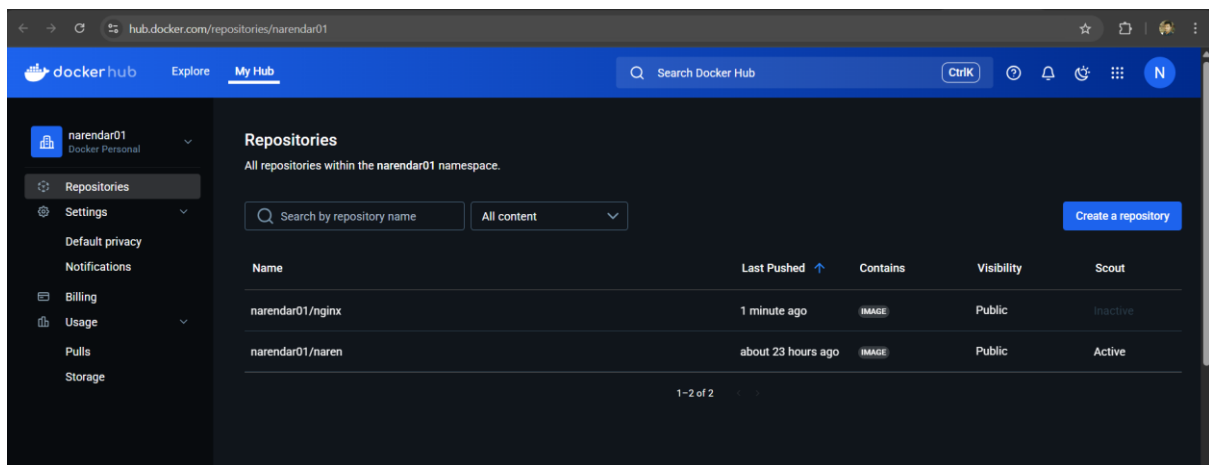 hub.docker.com/repositories/narendar01
dockerhub Explore My Hub Search Docker Hub CtrlK N
narendar01
Docker Personal
Repositories
Settings
Default privacy
Notifications
Billing
Usage
Pulls
Storage
Repositories
All repositories within the narendar01 namespace.
Search by repository name All content Create a repository
Name Last Pushed Contains Visibility Scout
narendar01/nginx 1 minute ago IMAGE Public Inactive
narendar01/naren about 23 hours ago IMAGE Public Active
1–2 of 2